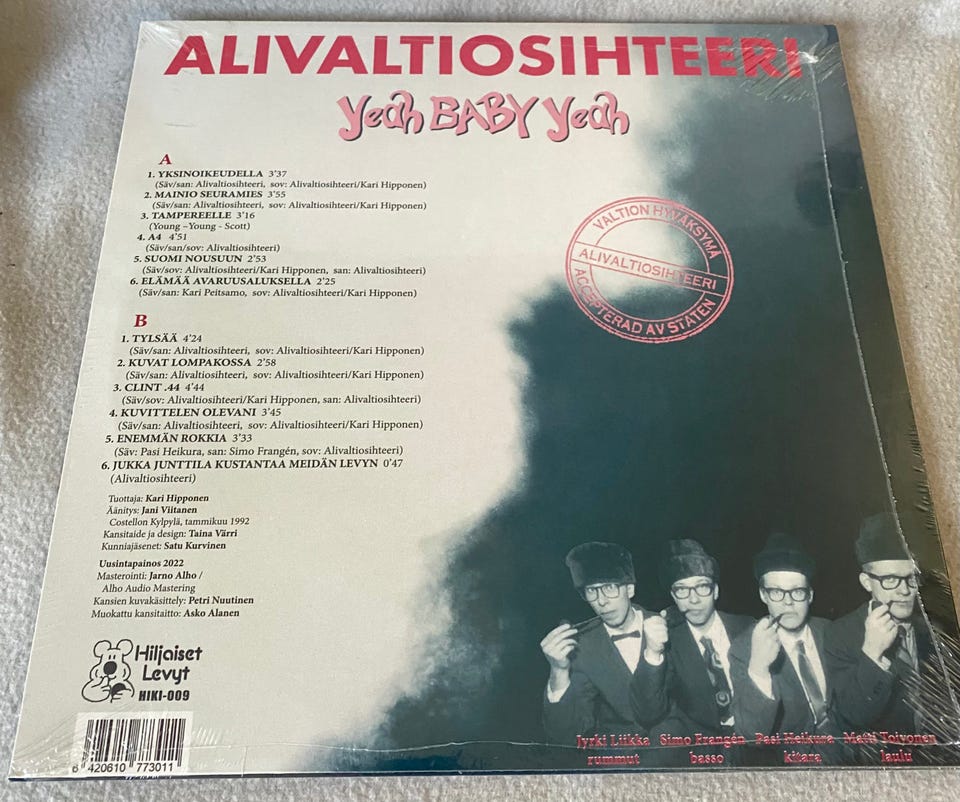 ALIVALTIOSIHTEERI
Yeah BABY Yeah
A
1. YKSINOIKEUDELLA 3'37
(Säv/san: Alivaltiosihteeri, sov: Alivaltiosihteeri/Kari Hipponen)
2. MAINIO SEURAMIES 3'55
(Säv/san: Alivaltiosihteeri, sov: Alivaltiosihteeri/Kari Hipponen)
3. TAMPEREELLE 3'16
(Young –Young - Scott)
4. A4 4'51
(Säv/san/sov: Alivaltiosihteeri)
5. SUOMI NOUSUUN 2'53
(Säv/sov: Alivaltiosihteeri/Kari Hipponen, san: Alivaltiosihteeri)
6. ELÄMÄÄ AVARUUSALUKSELLA 2'25
(Säv/san: Kari Peitsamo, sov: Alivaltiosihteeri/Kari Hipponen)
B
1. TYLSÄÄ 4'24
(Säv/san: Alivaltiosihteeri, sov: Alivaltiosihteeri/Kari Hipponen)
2. KUVAT LOMPAKOSSA 2'58
(Säv/san: Alivaltiosihteeri, sov: Alivaltiosihteeri/Kari Hipponen)
3. CLINT .44 4'44
(Säv/sov: Alivaltiosihteeri/Kari Hipponen, san: Alivaltiosihteeri)
4. KUVITTELEN OLEVANI 3'45
(Säv/san: Alivaltiosihteeri, sov: Alivaltiosihteeri/Kari Hipponen)
5. ENEMMÄN ROKKIA 3'33
(Säv: Pasi Heikura, san: Simo Frangén, sov: Alivaltiosihteeri)
6. JUKKA JUNTTILA KUSTANTAA MEIDÄN LEVYN 0'47
(Alivaltiosihteeri)
Tuottaja: Kari Hipponen
Äänitys: Jani Viitanen
Costellon Kylpylä, tammikuu 1992
Kansitaide ja design: Taina Värri
Kunniajäsenet: Satu Kurvinen
Uusintapainos 2022
Masterointi: Jarno Alho /
Alho Audio Mastering
Kansien kuvakäsittely: Petri Nuutinen
Muokattu kansitaitto: Asko Alanen
Hiljaiset
Levyt
HIKI-009
6 420610 773011
VALTION HYVÄKSYMÄ
ALIVALTIOSIHTEERI
ACCEPTERAD AV STATEN
Jyrki Liikka Simo Frangén Pasi Heikura Matti Toivonen
rummut basso kitara laulu